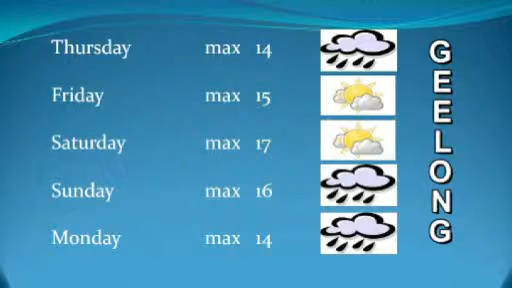 Thursday max 14
Friday max 15
Saturday max 17
Sunday max 16
Monday max 14
GEELONG